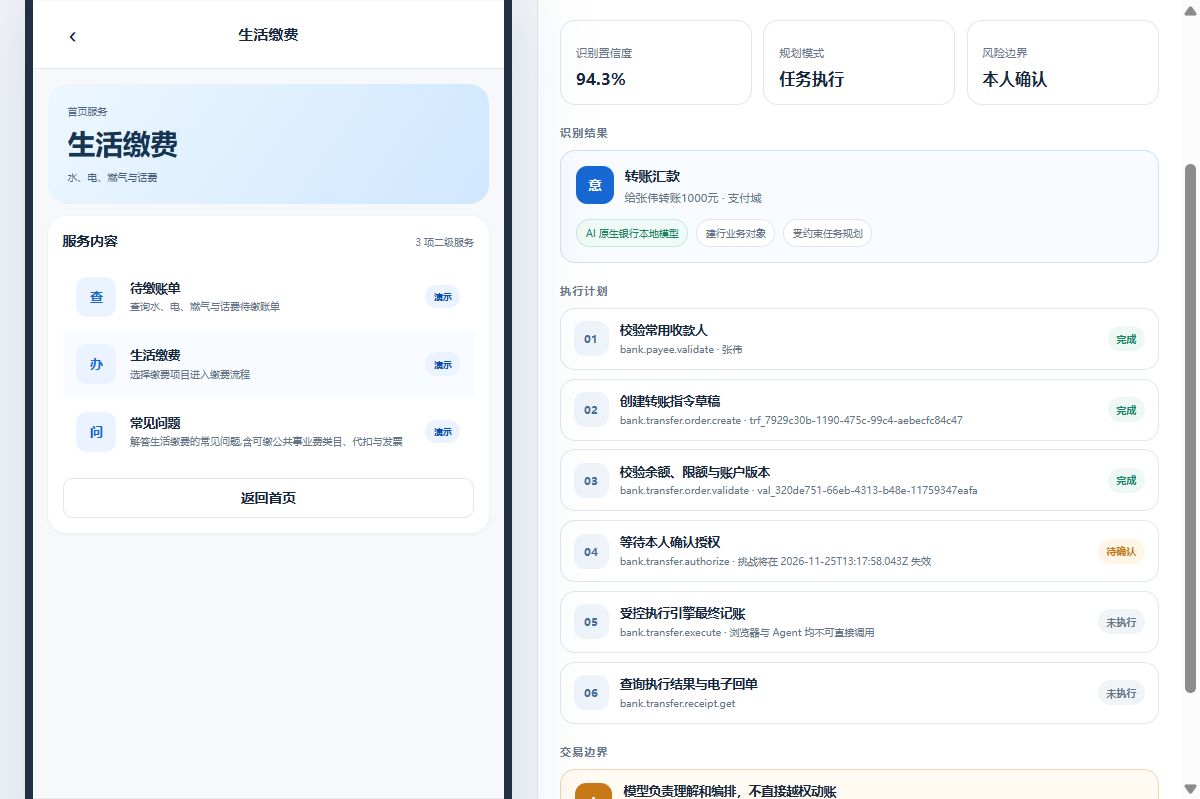 ‹
生活缴费
首页服务
生活缴费
水、电、燃气与话费
服务内容
3 项二级服务
查
待缴账单
查询水、电、燃气与话费待缴账单
演示
办
生活缴费
选择缴费项目进入缴费流程
演示
问
常见问题
解答生活缴费的常见问题,含可缴公共事业费类目、代扣与发票
演示
返回首页
识别置信度
94.3%
规划模式
任务执行
风险边界
本人确认
识别结果
意
转账汇款
给张伟转账1000元 · 支付域
AI 原生银行本地模型
建行业务对象
受约束任务规划
执行计划
01
校验常用收款人
bank.payee.validate · 张伟
完成
02
创建转账指令草稿
bank.transfer.order.create · trf_7929c30b-1190-475c-99c4-aebecfc84c47
完成
03
校验余额、限额与账户版本
bank.transfer.order.validate · val_320de751-66eb-4313-b48e-11759347eafa
完成
04
等待本人确认授权
bank.transfer.authorize · 挑战将在 2026-11-25T13:17:58.043Z 失效
待确认
05
受控执行引擎最终记账
bank.transfer.execute · 浏览器与 Agent 均不可直接调用
未执行
06
查询执行结果与电子回单
bank.transfer.receipt.get
未执行
交易边界
模型负责理解和编排，不直接越权动账